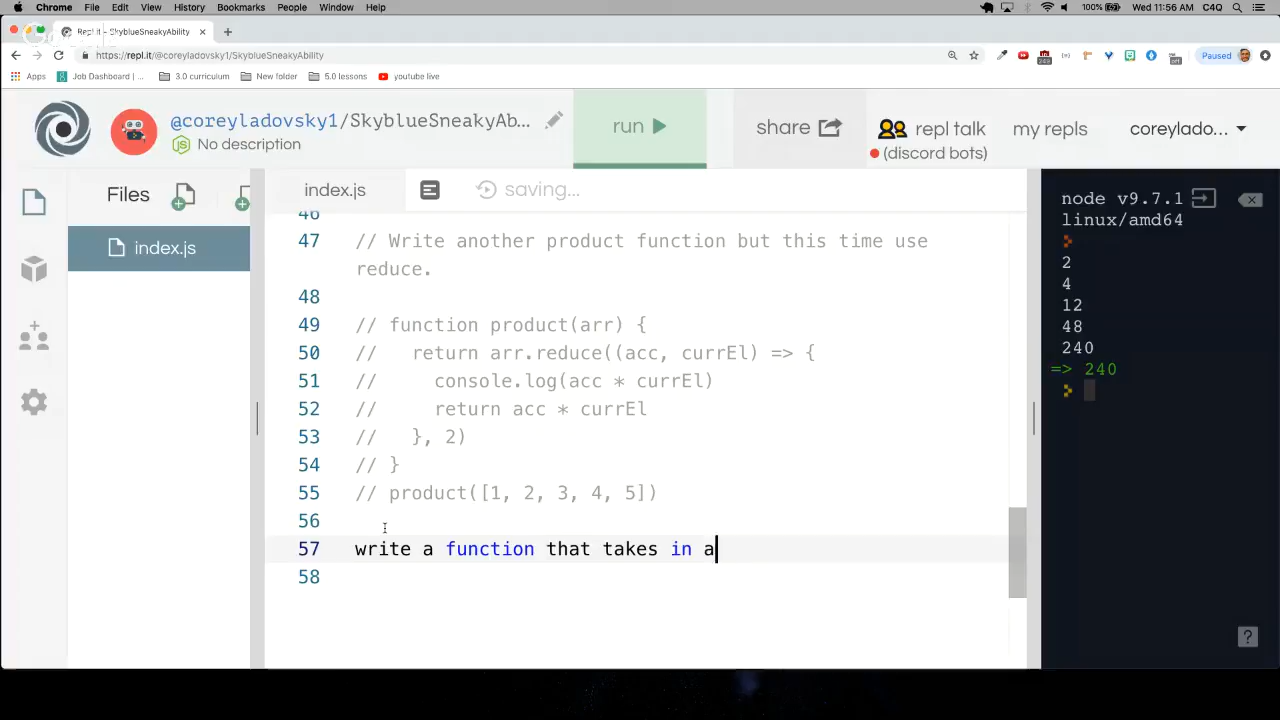 Chrome File Edit View History Bookmarks People Window Help 100% Wed 11:56 AM C4Q
Repl.it - SkyblueSneakyAbility
https://repl.it/@coreyladovsky1/SkyblueSneakyAbility Paused
Apps Job Dashboard | ... 3.0 curriculum New folder 5.0 lessons youtube live
@coreyladovsky1/SkyblueSneakyAb...
No description
run
share
repl talk
(discord bots)
my repls
coreylado...
Files
index.js
index.js
saving...
46
47 // Write another product function but this time use
reduce.
48
49 // function product(arr) {
50 //   return arr.reduce((acc, currEl) => {
51 //     console.log(acc * currEl)
52 //     return acc * currEl
53 //   }, 2)
54 // }
55 // product([1, 2, 3, 4, 5])
56
57 write a function that takes in a
58
node v9.7.1
linux/amd64
2
4
12
48
240
=> 240
?